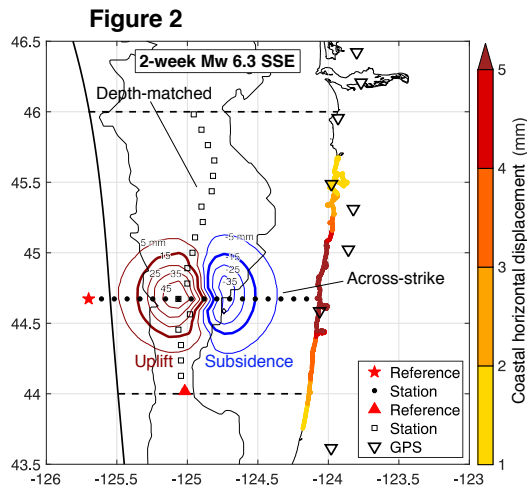 Figure 2
2-week Mw 6.3 SSE
Depth-matched
5 mm
-5 mm
15
-15
25
35
-25
45
-35
Across-strike
Uplift
Subsidence
Reference
Station
Reference
Station
GPS
46.5
46
45.5
45
44.5
44
43.5
-126
-125.5
-125
-124.5
-124
-123.5
-123
5
4
3
2
1
Coastal horizontal displacement (mm)